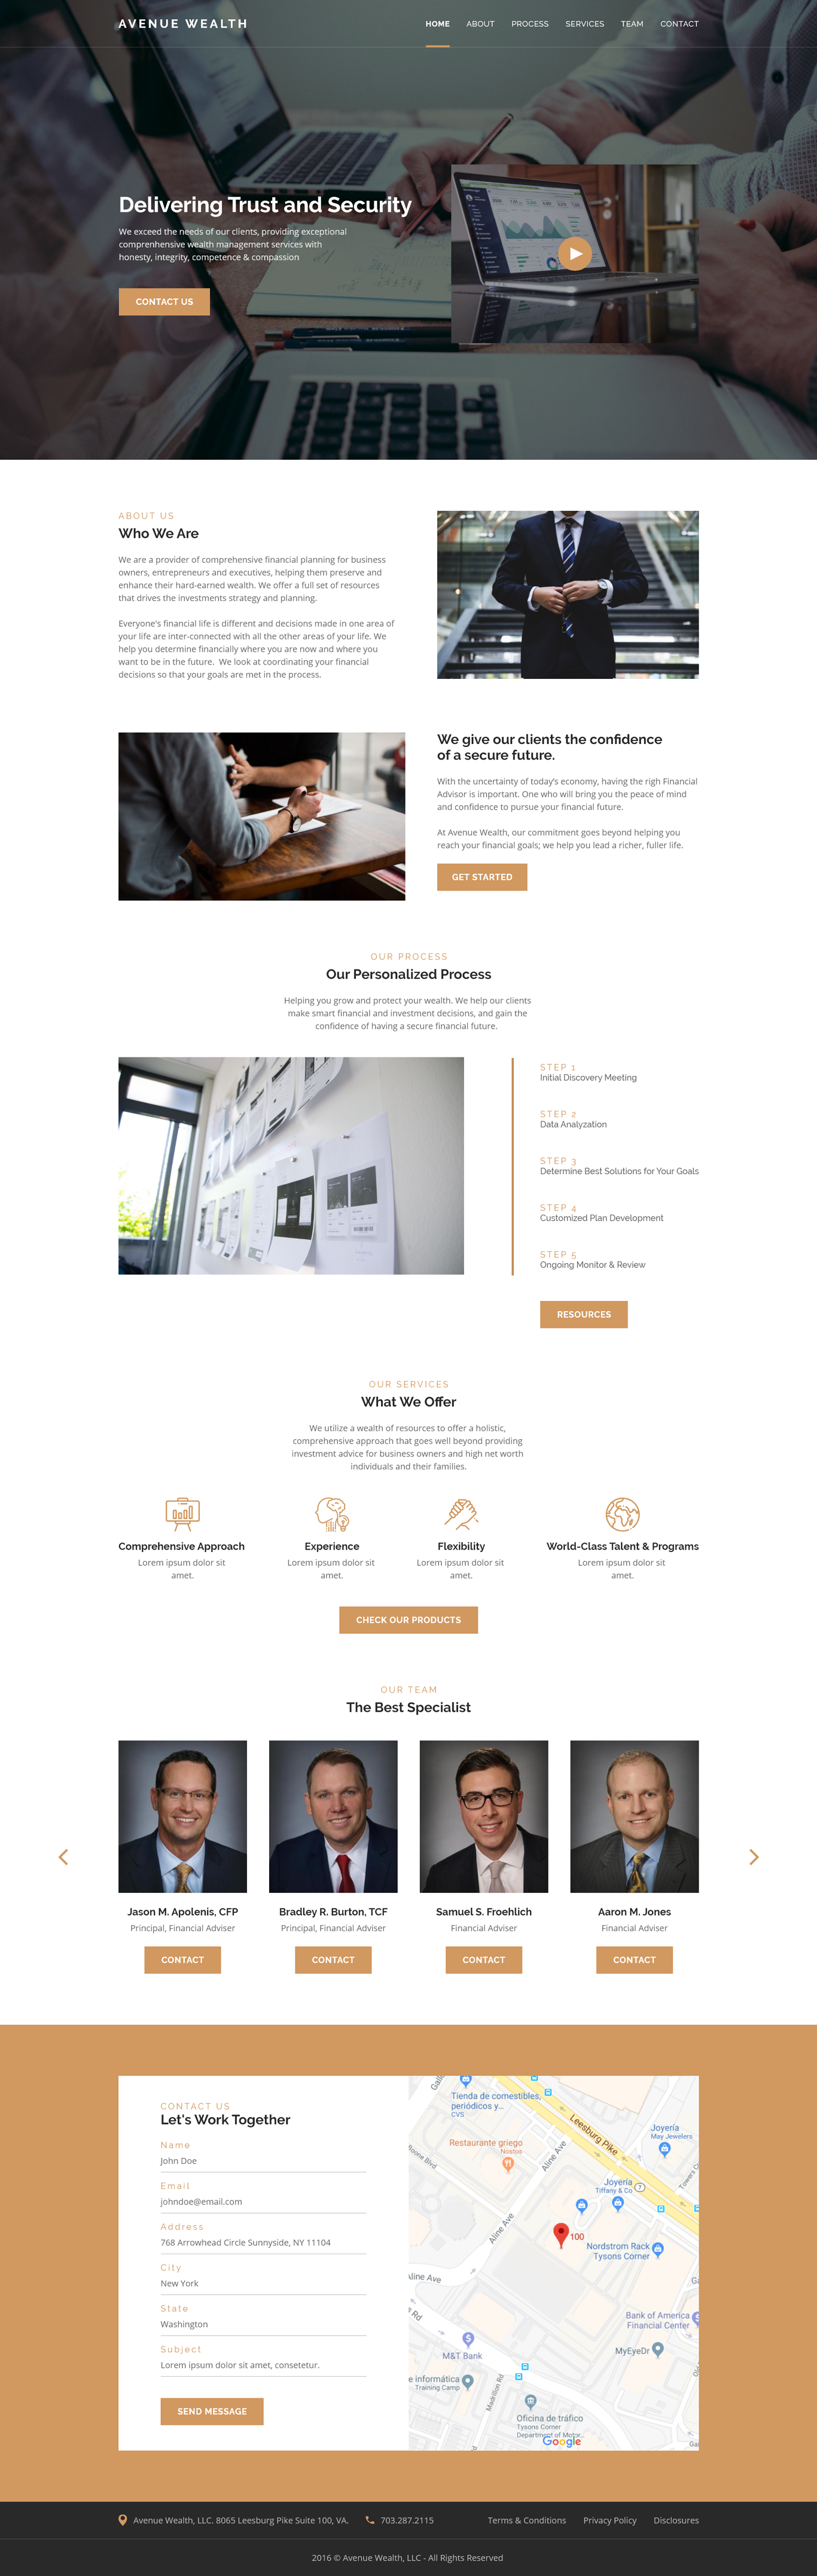 AVENUE WEALTH
HOME ABOUT PROCESS SERVICES TEAM CONTACT
Delivering Trust and Security
We exceed the needs of our clients, providing exceptional
comprehensive wealth management services with
honesty, integrity, competence & compassion
CONTACT US
ABOUT US
Who We Are
We are a provider of comprehensive financial planning for business
owners, entrepreneurs and executives, helping them preserve and
enhance their hard-earned wealth. We offer a full set of resources
that drives the investments strategy and planning.
Everyone's financial life is different and decisions made in one area of
your life are inter-connected with all the other areas of your life. We
help you determine financially where you are now and where you
want to be in the future. We look at coordinating your financial
decisions so that your goals are met in the process.
We give our clients the confidence
of a secure future.
With the uncertainty of today's economy, having the righ Financial
Advisor is important. One who will bring you the peace of mind
and confidence to pursue your financial future.
At Avenue Wealth, our commitment goes beyond helping you
reach your financial goals; we help you lead a richer, fuller life.
GET STARTED
OUR PROCESS
Our Personalized Process
Helping you grow and protect your wealth. We help our clients
make smart financial and investment decisions, and gain the
confidence of having a secure financial future.
STEP 1
Initial Discovery Meeting
STEP 2
Data Analyzation
STEP 3
Determine Best Solutions for Your Goals
STEP 4
Customized Plan Development
STEP 5
Ongoing Monitor & Review
RESOURCES
OUR SERVICES
What We Offer
We utilize a wealth of resources to offer a holistic,
comprehensive approach that goes well beyond providing
investment advice for business owners and high net worth
individuals and their families.
Comprehensive Approach
Lorem ipsum dolor sit
amet.
Experience
Lorem ipsum dolor sit
amet.
Flexibility
Lorem ipsum dolor sit
amet.
World-Class Talent & Programs
Lorem ipsum dolor sit
amet.
CHECK OUR PRODUCTS
OUR TEAM
The Best Specialist
Jason M. Apolenis, CFP
Principal, Financial Adviser
CONTACT
Bradley R. Burton, TCF
Principal, Financial Adviser
CONTACT
Samuel S. Froehlich
Financial Adviser
CONTACT
Aaron M. Jones
Financial Adviser
CONTACT
CONTACT US
Let's Work Together
Name
John Doe
Email
johndoe@email.com
Address
768 Arrowhead Circle Sunnyside, NY 11104
City
New York
State
Washington
Subject
Lorem ipsum dolor sit amet, consetetur.
SEND MESSAGE
Tienda de comestibles,
periódicos y...
CVS
Leesburg Pike
Joyería
May Jewelers
Restaurante griego
Nostos
Boone Blvd
Aline Ave
Joyería
Tiffany & Co
7
Aline Ave
100
Nordstrom Rack
Tysons Corner
Aline Ave
Rd
Bank of America
Financial Center
MyEyeDr
M&T Bank
e informática
Training Camp
Madrillon Rd
Oficina de tráfico
Tysons Corner
Department of Motor...
Google
Avenue Wealth, LLC. 8065 Leesburg Pike Suite 100, VA.
703.287.2115
Terms & Conditions Privacy Policy Disclosures
2016 © Avenue Wealth, LLC - All Rights Reserved